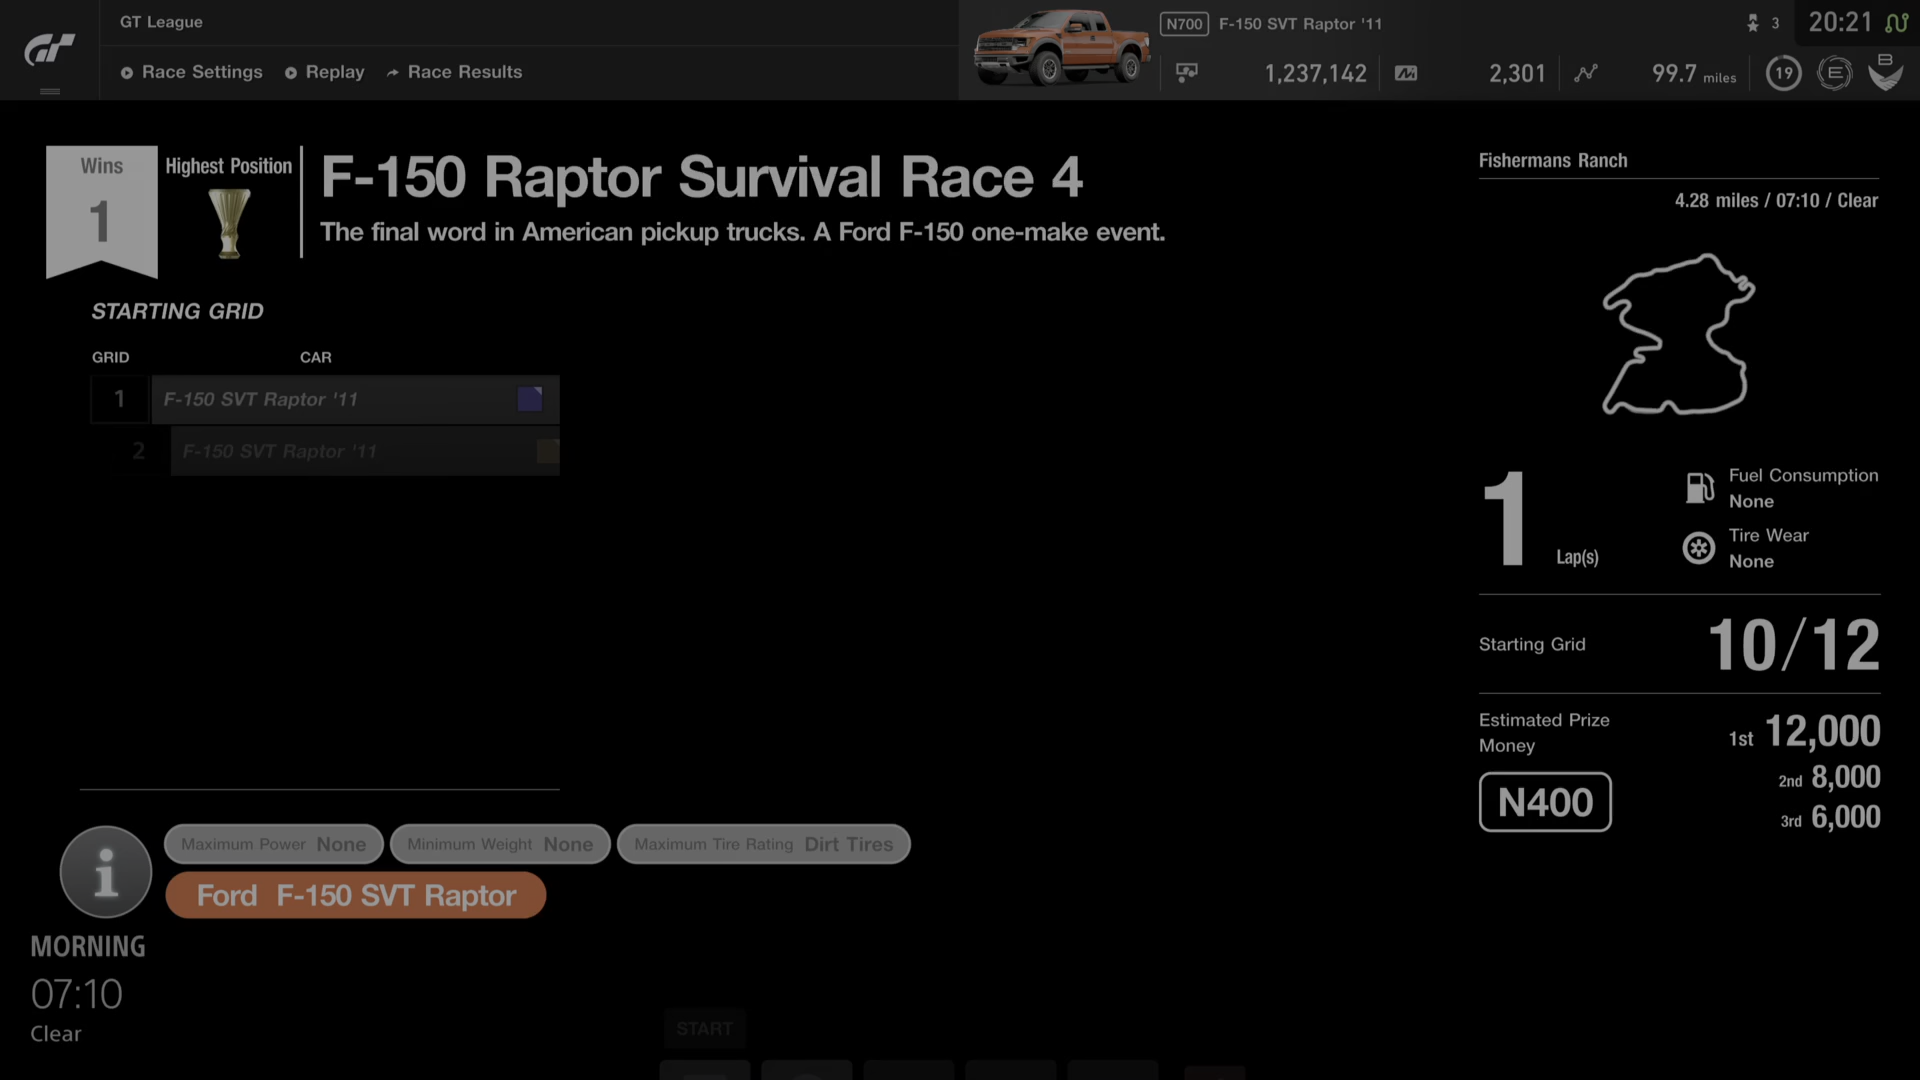 GT League
N700 F-150 SVT Raptor '11
3
20:21
Race Settings Replay Race Results
1,237,142
2,301
99.7 miles
19
E
B
Wins
1
Highest Position
F-150 Raptor Survival Race 4
The final word in American pickup trucks. A Ford F-150 one-make event.
STARTING GRID
GRID CAR
1 F-150 SVT Raptor '11
2 F-150 SVT Raptor '11
Fishermans Ranch
4.28 miles / 07:10 / Clear
1 Lap(s)
Fuel Consumption
None
Tire Wear
None
Starting Grid 10/12
Estimated Prize
Money
1st 12,000
2nd 8,000
3rd 6,000
N400
Maximum Power None
Minimum Weight None
Maximum Tire Rating Dirt Tires
Ford F-150 SVT Raptor
MORNING
07:10
Clear
START